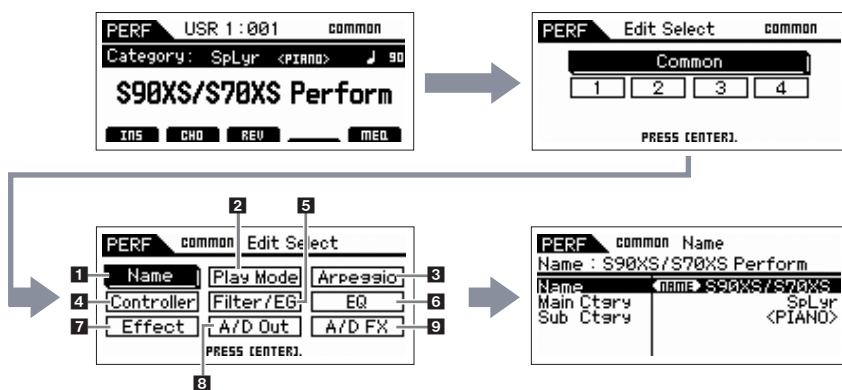 PERF USR 1:001 common
Category: SpLyr <PIANO> ♩ 90
S90XS/S70XS Perform
INS CHO REV MEQ
PERF Edit Select common
Common
1 2 3 4
PRESS [ENTER].
2 5
PERF common Edit Select
1 Name Play Mode Arpeggio 3
4 Controller Filter/EG EQ 6
7 Effect A/D Out A/D FX 9
PRESS [ENTER].
8
PERF common Name
Name : S90XS/S70XS Perform
Name NAME S90XS/S70XS
Main Ctgry SpLyr
Sub Ctgry <PIANO>